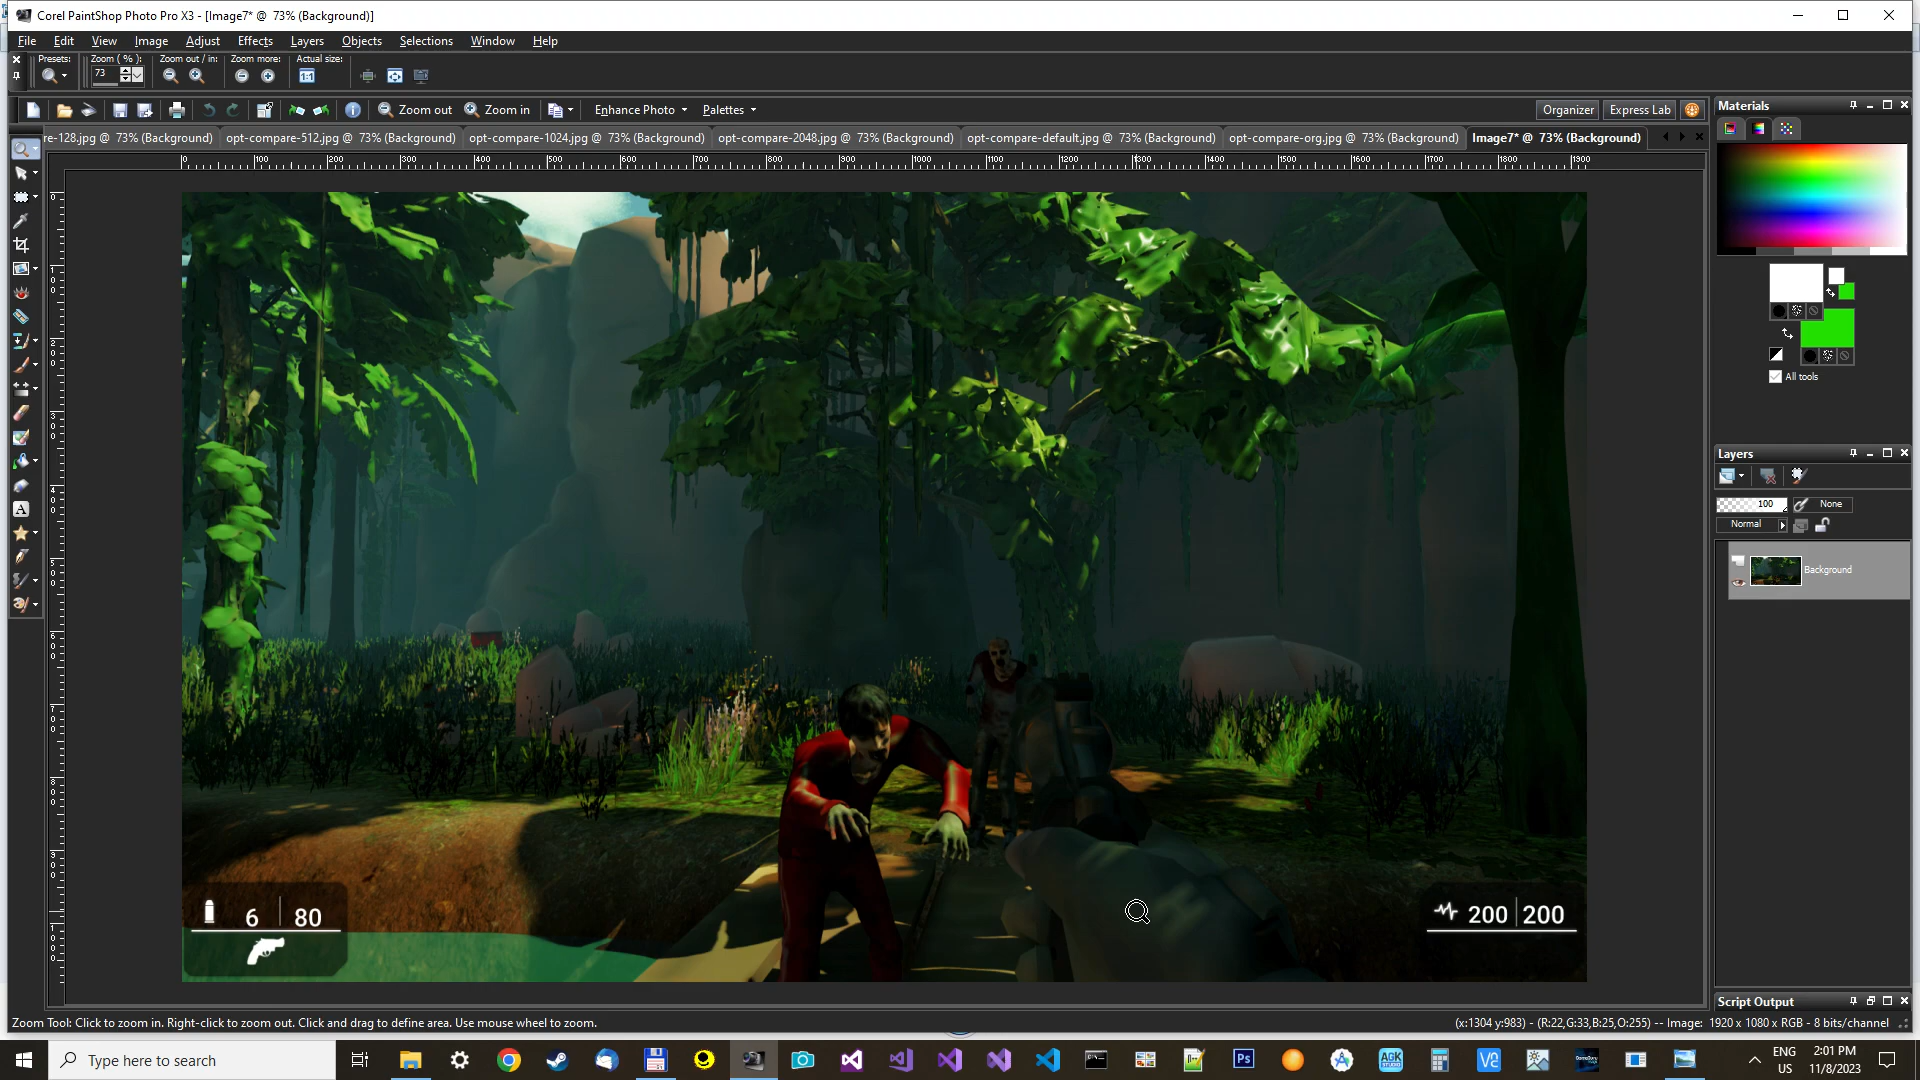 Corel PaintShop Photo Pro X3 - [Image7* @ 73% (Background)]
File Edit View Image Adjust Effects Layers Objects Selections Window Help
Presets: Zoom ( % ): Zoom out / in: Zoom more: Actual size:
73 1:1
Zoom out Zoom in Enhance Photo Palettes Organizer Express Lab
re-128.jpg @ 73% (Background) opt-compare-512.jpg @ 73% (Background) opt-compare-1024.jpg @ 73% (Background) opt-compare-2048.jpg @ 73% (Background) opt-compare-default.jpg @ 73% (Background) opt-compare-org.jpg @ 73% (Background) Image7* @ 73% (Background)
Materials
All tools
Layers
100 None
Normal
Background
6 80
200 200
Script Output
Zoom Tool: Click to zoom in. Right-click to zoom out. Click and drag to define area. Use mouse wheel to zoom.
(x:1304 y:983) - (R:22,G:33,B:25,O:255) -- Image: 1920 x 1080 x RGB - 8 bits/channel
Type here to search
Ps
AGK
ENG
US
2:01 PM
11/8/2023